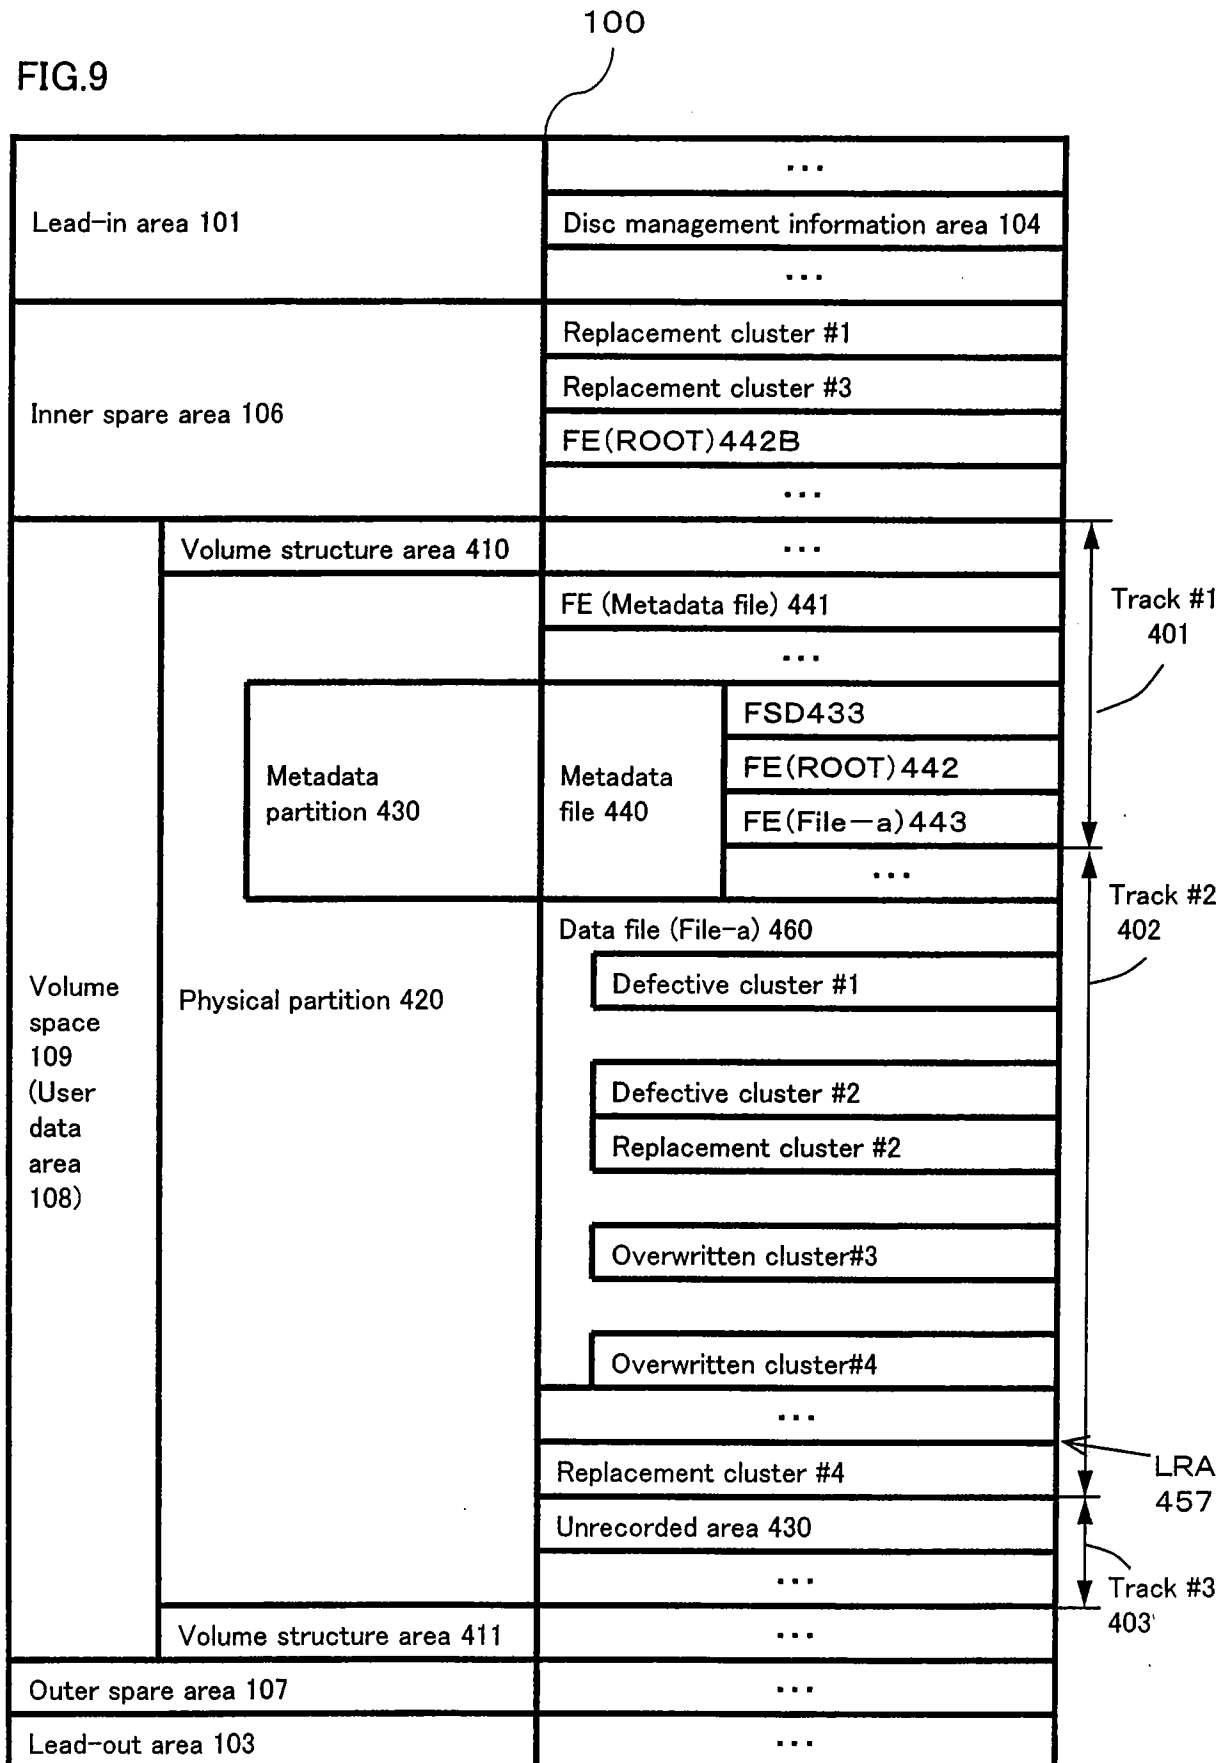 100
FIG.9
...
Lead-in area 101
Disc management information area 104
...
Replacement cluster #1
Replacement cluster #3
Inner spare area 106
FE(ROOT)442B
...
Volume structure area 410
...
FE (Metadata file) 441
Track #1
401
...
FSD433
FE(ROOT)442
Metadata
partition 430
Metadata
file 440
FE(File-a)443
...
Track #2
402
Data file (File-a) 460
Defective cluster #1
Volume
space
109
(User
data
area
108)
Physical partition 420
Defective cluster #2
Replacement cluster #2
Overwritten cluster#3
Overwritten cluster#4
...
LRA
457
Replacement cluster #4
Unrecorded area 430
...
Track #3
403
Volume structure area 411
...
Outer spare area 107
...
Lead-out area 103
...